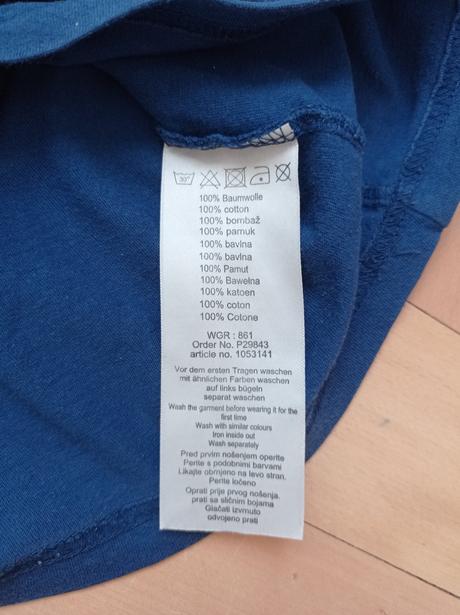 30°
100% Baumwolle
100% cotton
100% bombaž
100% pamuk
100% bavlna
100% bavlna
100% Pamut
100% Bawełna
100% katoen
100% coton
100% Cotone
WGR : 861
Order No. P29843
article no. 1053141
Vor dem ersten Tragen waschen
mit ähnlichen Farben waschen
auf links bügeln
separat waschen
Wash the garment before wearing it for the
first time
Wash with similar colours
Iron inside out
Wash separately
Pred prvim nošenjem operite
Perite s podobnimi barvami
Likajte obrnjeno na levo stran.
Perite ločeno
Oprati prije prvog nošenja.
prati sa sličnim bojama
Glačati izvrnuto
odvojeno prati